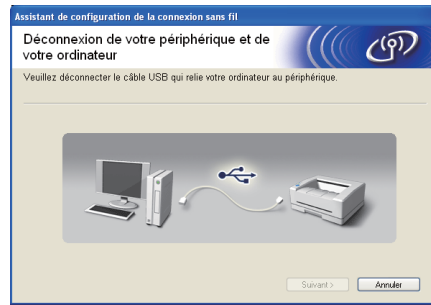 Assistant de configuration de la connexion sans fil
Déconnexion de votre périphérique et de
votre ordinateur
Veuillez déconnecter le câble USB qui relie votre ordinateur au périphérique.
Suivant >
Annuler